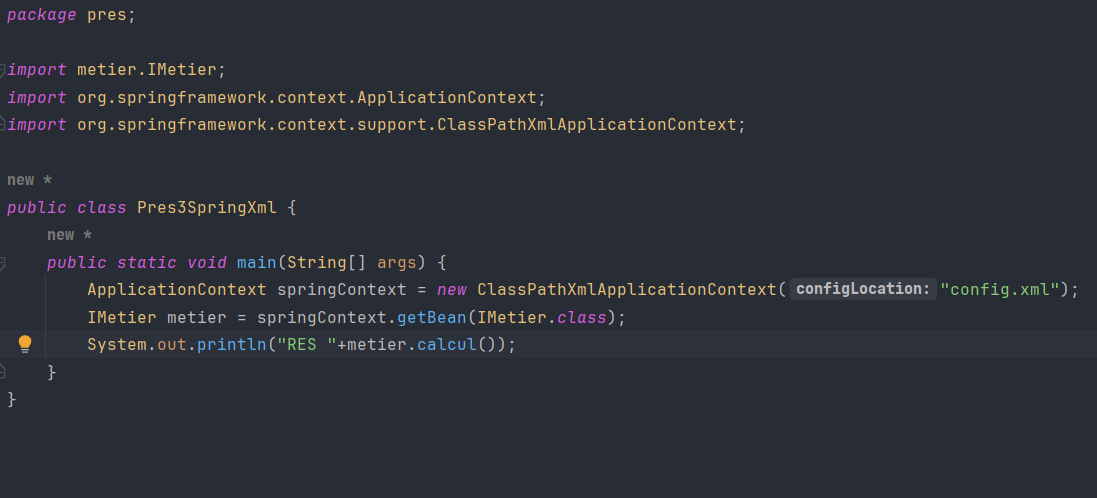 package pres;
import metier.IMetier;
import org.springframework.context.ApplicationContext;
import org.springframework.context.support.ClassPathXmlApplicationContext;
new *
public class Pres3SpringXml {
new *
public static void main(String[] args) {
ApplicationContext springContext = new ClassPathXmlApplicationContext( configLocation: "config.xml");
IMetier metier = springContext.getBean(IMetier.class);
System.out.println("RES "+metier.calcul());
}
}